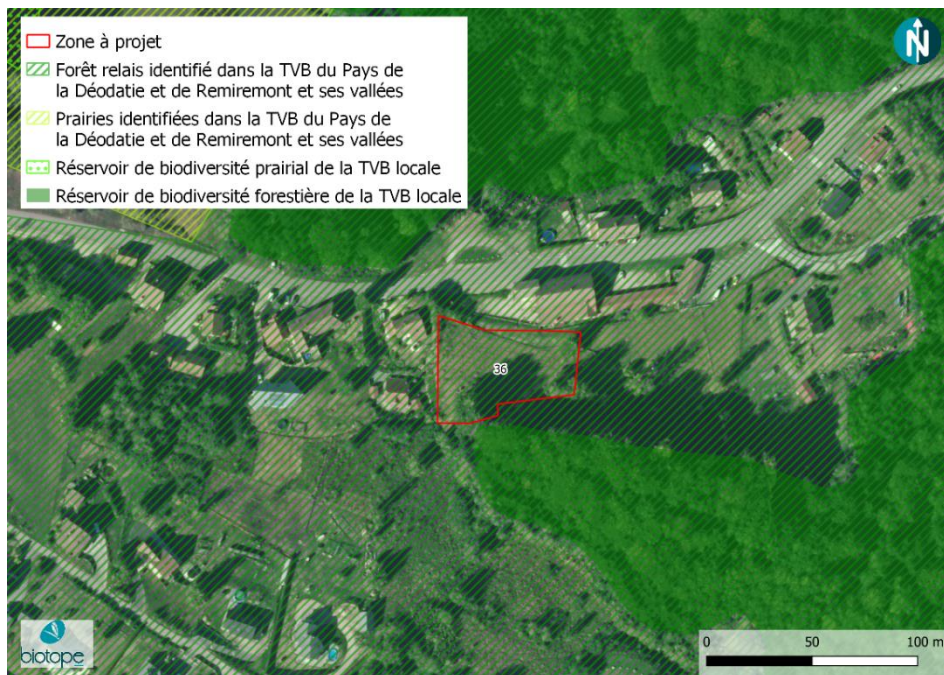 Zone à projet
Forêt relais identifié dans la TVB du Pays de
la Déodatie et de Remiremont et ses vallées
Prairies identifiées dans la TVB du Pays de
la Déodatie et de Remiremont et ses vallées
Réservoir de biodiversité prairial de la TVB locale
Réservoir de biodiversité forestière de la TVB locale
N
36
biotope
0 50 100 m